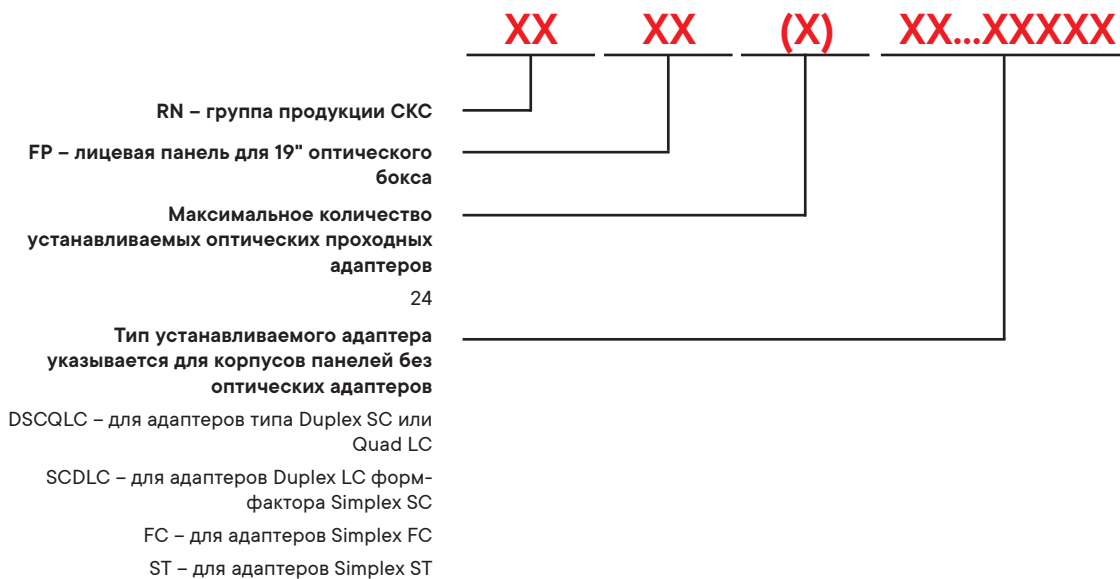 XX XX (X) XX...XXXXX
RN – группа продукции СКС
FP – лицевая панель для 19" оптического
бокса
Максимальное количество
устанавливаемых оптических проходных
адаптеров
24
Тип устанавливаемого адаптера
указывается для корпусов панелей без
оптических адаптеров
DSCQLC – для адаптеров типа Duplex SC или
Quad LC
SCDLC – для адаптеров Duplex LC форм-
фактора Simplex SC
FC – для адаптеров Simplex FC
ST – для адаптеров Simplex ST